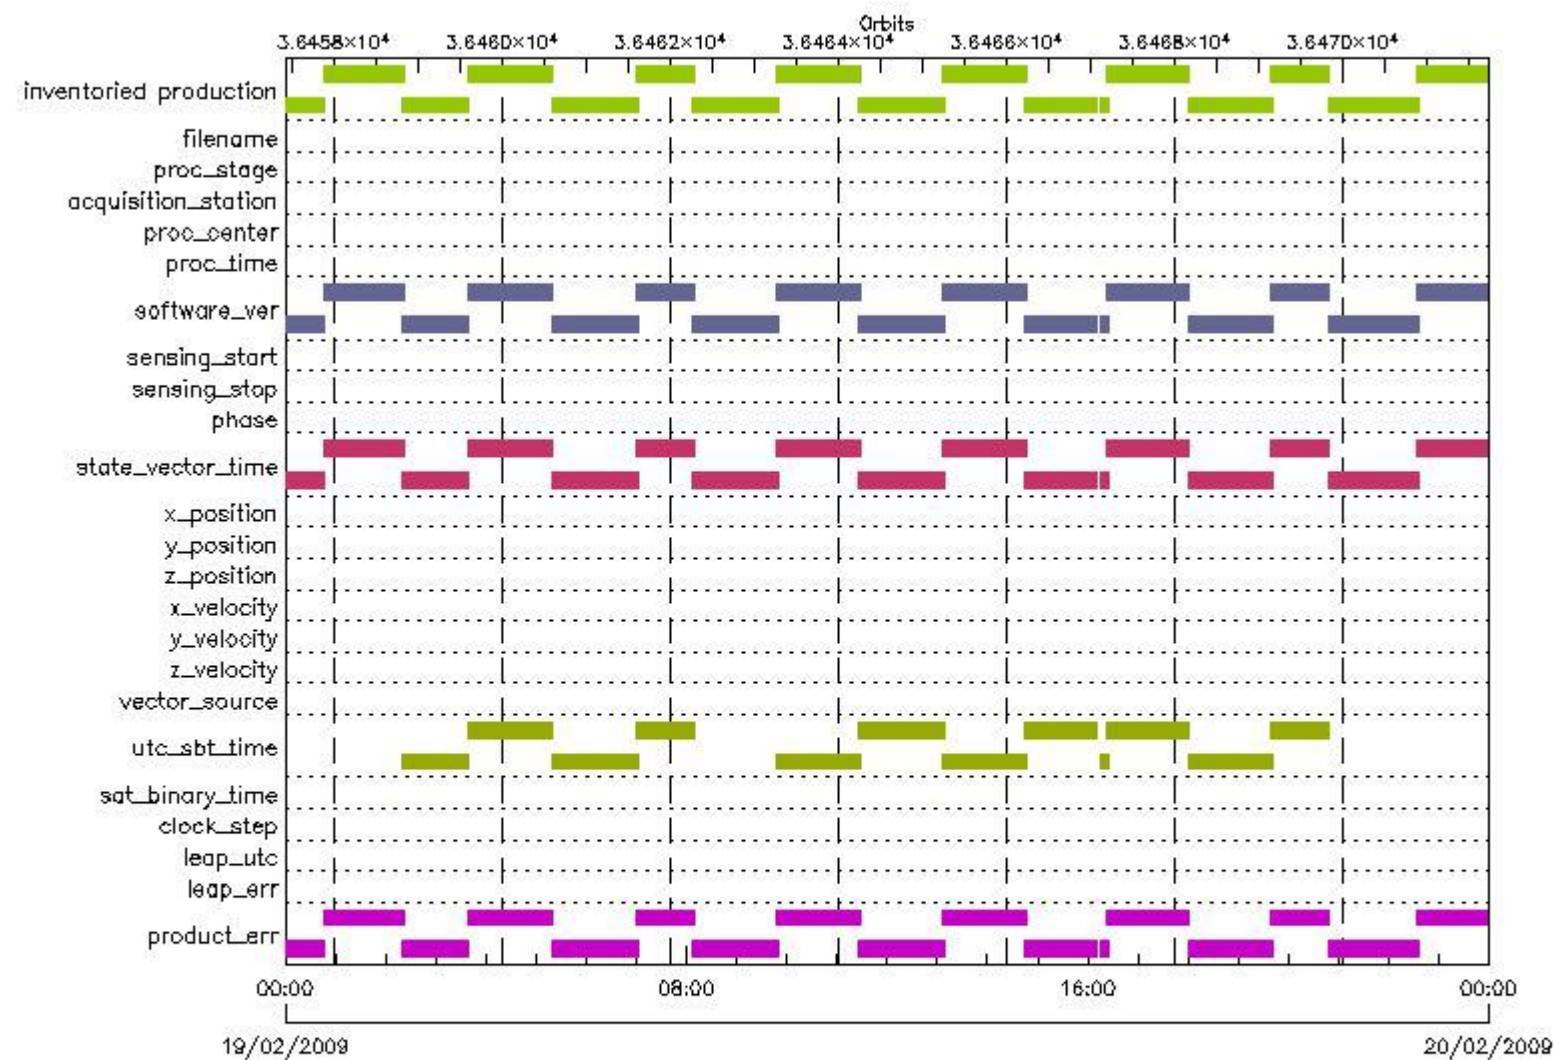 Orbits
3.6458×10⁴ 3.6460×10⁴ 3.6462×10⁴ 3.6464×10⁴ 3.6466×10⁴ 3.6468×10⁴ 3.6470×10⁴
inventoried production
filename
proc_stage
acquisition_station
proc_center
proc_time
software_ver
sensing_start
sensing_stop
phase
state_vector_time
x_position
y_position
z_position
x_velocity
y_velocity
z_velocity
vector_source
utc_sbt_time
sat_binary_time
clock_step
leap_utc
leap_err
product_err
00:00 08:00 16:00 00:00
19/02/2009 20/02/2009